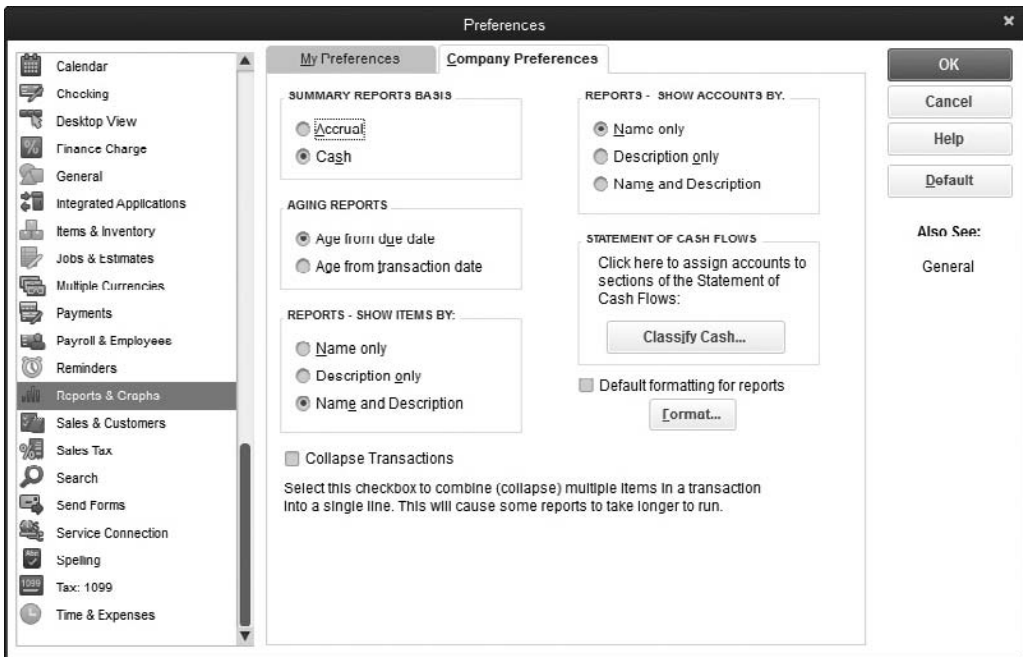 Preferences
Calendar
Checking
Desktop View
Finance Charge
General
Integrated Applications
Items & Inventory
Jobs & Estimates
Multiple Currencies
Payments
Payroll & Employees
Reminders
Reports & Graphs
Sales & Customers
Sales Tax
Search
Send Forms
Service Connection
Spelling
Tax: 1099
Time & Expenses
My Preferences
Company Preferences
SUMMARY REPORTS BASIS
Accrual
Cash
AGING REPORTS
Age from due date
Age from transaction date
REPORTS - SHOW ITEMS BY:
Name only
Description only
Name and Description
Collapse Transactions
Select this checkbox to combine (collapse) multiple items in a transaction
into a single line. This will cause some reports to take longer to run.
REPORTS - SHOW ACCOUNTS BY:
Name only
Description only
Name and Description
STATEMENT OF CASH FLOWS
Click here to assign accounts to
sections of the Statement of
Cash Flows:
Classify Cash...
Default formatting for reports
Format...
OK
Cancel
Help
Default
Also See:
General